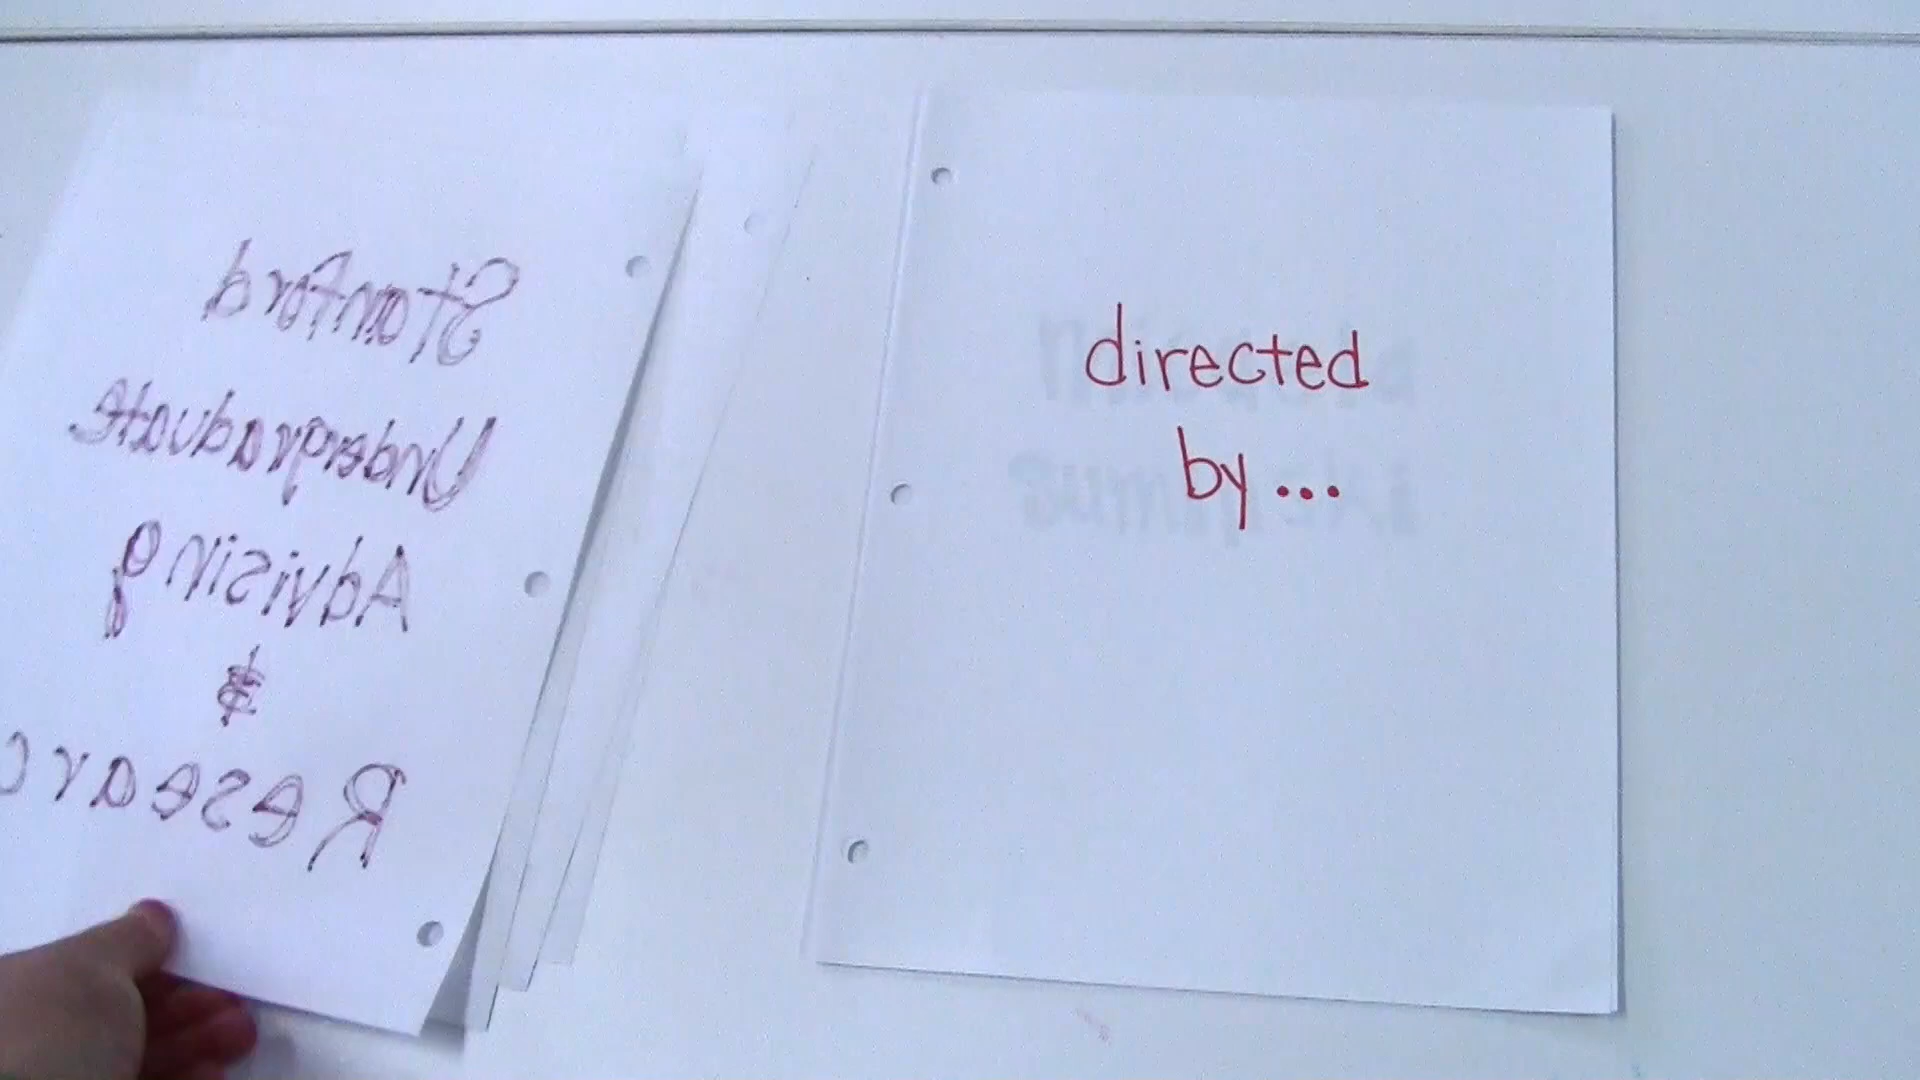 Stanford
Undergraduate
Advising
&
Researc
directed
by...